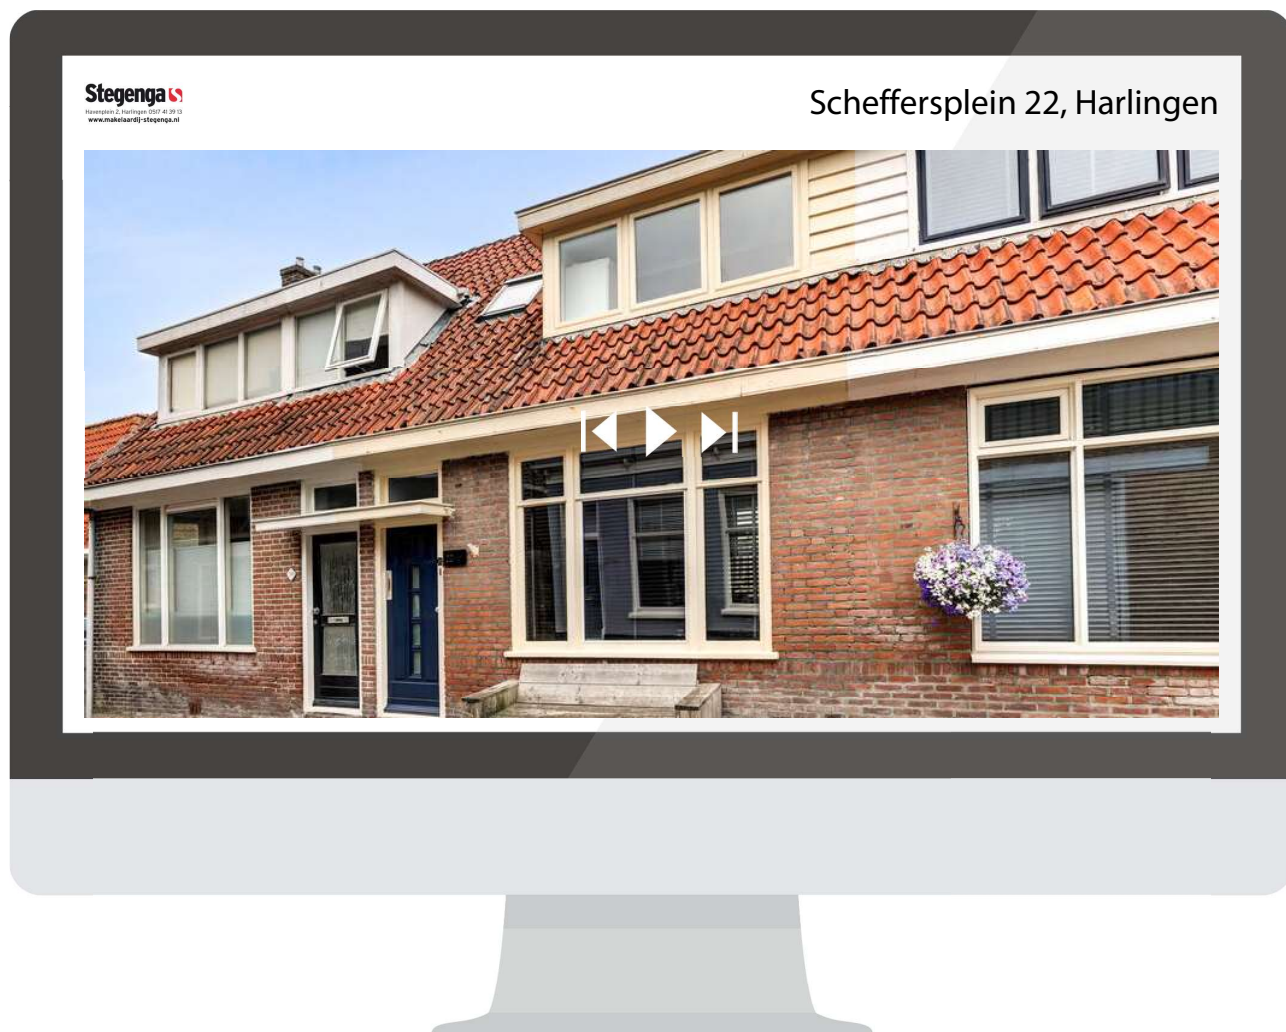 Stegenga
Havenplein 2, Harlingen 0517 41 39 13
www.makelaardij-stegenga.nl
Scheffersplein 22, Harlingen